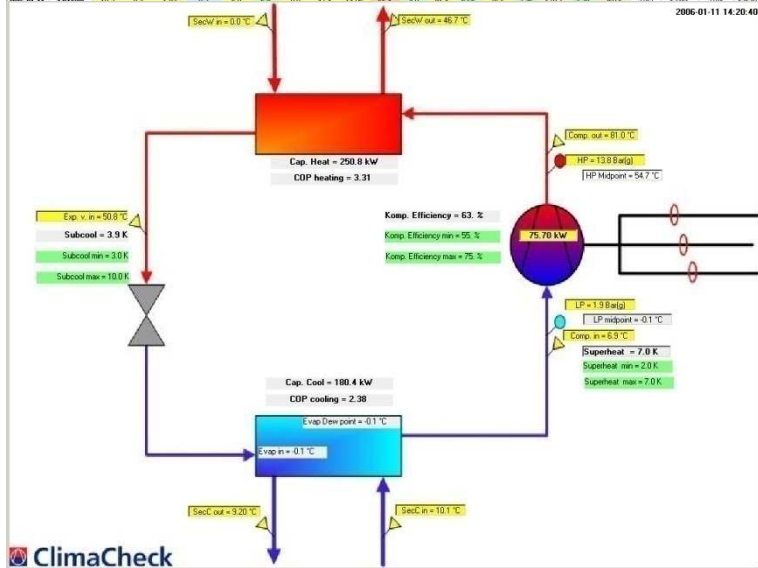 2006-01-11 14:20:40
SecW in = 0.0 °C
SecW out = 46.7 °C
Comp. out = 81.0 °C
Cap. Heat = 250.8 kW
HP = 13.8 Bar(g)
COP heating = 3.31
HP Midpoint = 54.7 °C
Exp. v. in = 50.8 °C
Komp. Efficiency = 63. %
Subcool = 3.9 K
Komp. Efficiency min = 55. %
75.70 kW
Subcool min = 3.0 K
Komp. Efficiency max = 75. %
Subcool max = 10.0 K
LP = 1.9 Bar(g)
LP midpoint = -0.1 °C
Comp. in = 6.9 °C
Superheat = 7.0 K
Superheat min = 2.0 K
Superheat max = 7.0 K
Cap. Cool = 180.4 kW
COP cooling = 2.38
Evap Dew point = -0.1 °C
Evap in = -0.1 °C
SecC out = 9.20 °C
SecC in = 10.1 °C
ClimaCheck